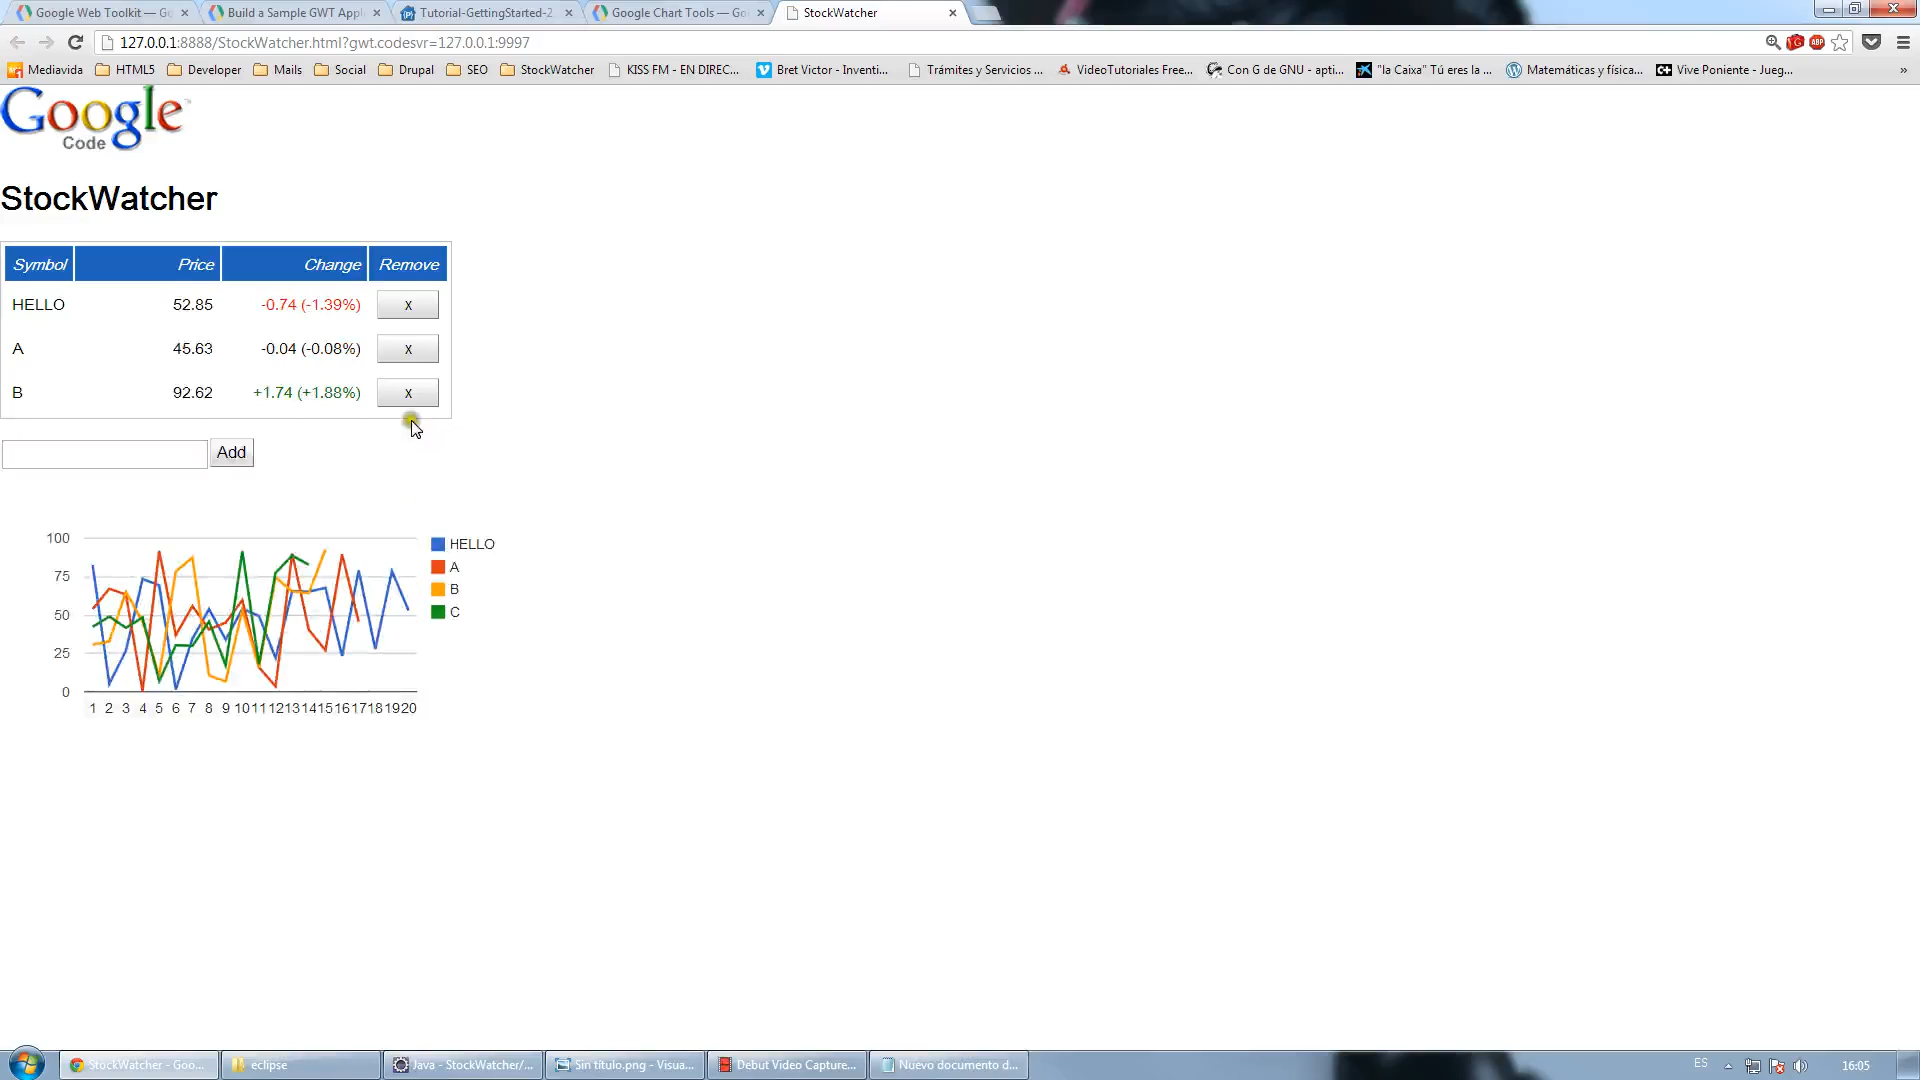 Google Web Toolkit — Go
Build a Sample GWT Appl
Tutorial-GettingStarted-2
Google Chart Tools — Go
StockWatcher
127.0.0.1:8888/StockWatcher.html?gwt.codesvr=127.0.0.1:9997
Mediavida
HTML5
Developer
Mails
Social
Drupal
SEO
StockWatcher
KISS FM - EN DIREC...
Bret Victor - Inventi...
Trámites y Servicios ...
VideoTutoriales Free...
Con G de GNU - apti...
"la Caixa" Tú eres la ...
Matemáticas y física...
Vive Poniente - Jueg...
»
Google™
Code
StockWatcher
Symbol Price Change Remove
HELLO 52.85 -0.74 (-1.39%) x
A 45.63 -0.04 (-0.08%) x
B 92.62 +1.74 (+1.88%) x
Add
100
75
50
25
0
1 2 3 4 5 6 7 8 9 10 11 12 13 14 15 16 17 18 19 20
HELLO
A
B
C
StockWatcher - Goo...
eclipse
Java - StockWatcher/...
Sin título.png - Visua...
Debut Video Capture...
Nuevo documento d...
ES
16:05